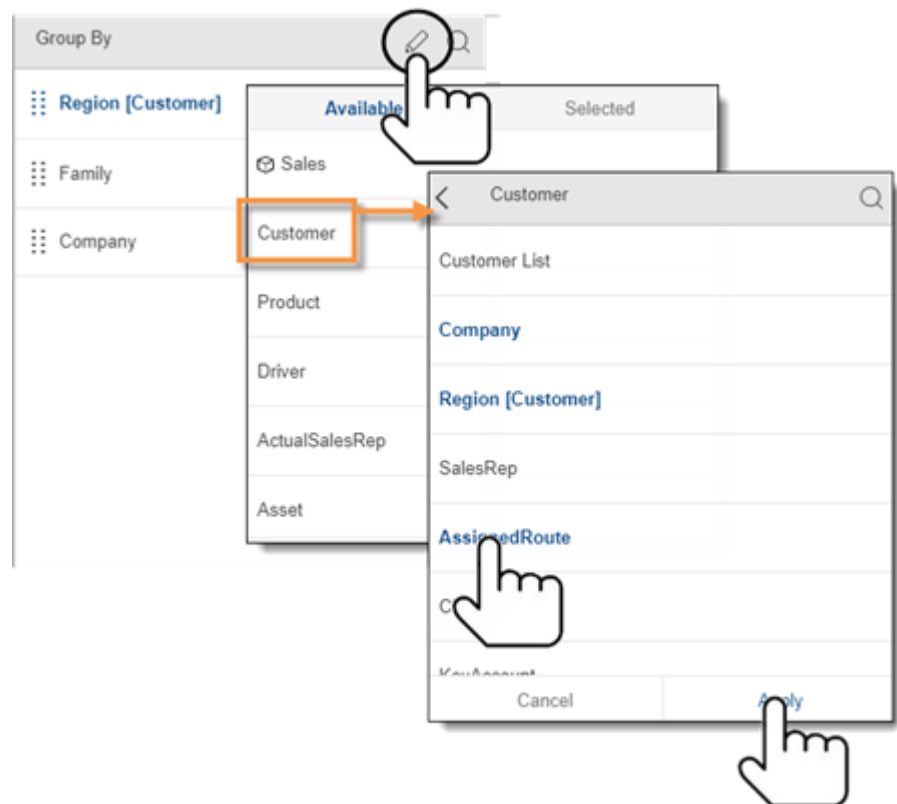 Group By
Region [Customer]
Family
Company
Available
Selected
Sales
Customer
Product
Driver
ActualSalesRep
Asset
Customer
Customer List
Company
Region [Customer]
SalesRep
AssignedRoute
Cancel
Apply